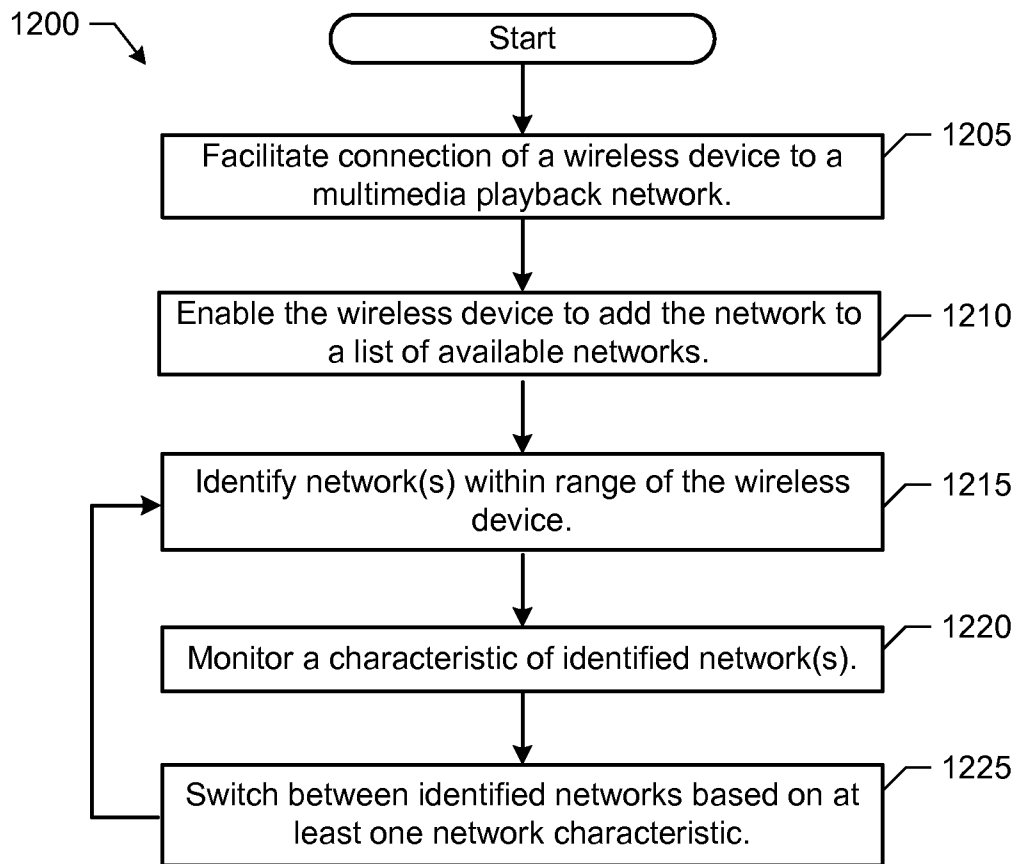 1200
Start
1205
Facilitate connection of a wireless device to a
multimedia playback network.
1210
Enable the wireless device to add the network to
a list of available networks.
1215
Identify network(s) within range of the wireless
device.
1220
Monitor a characteristic of identified network(s).
1225
Switch between identified networks based on at
least one network characteristic.